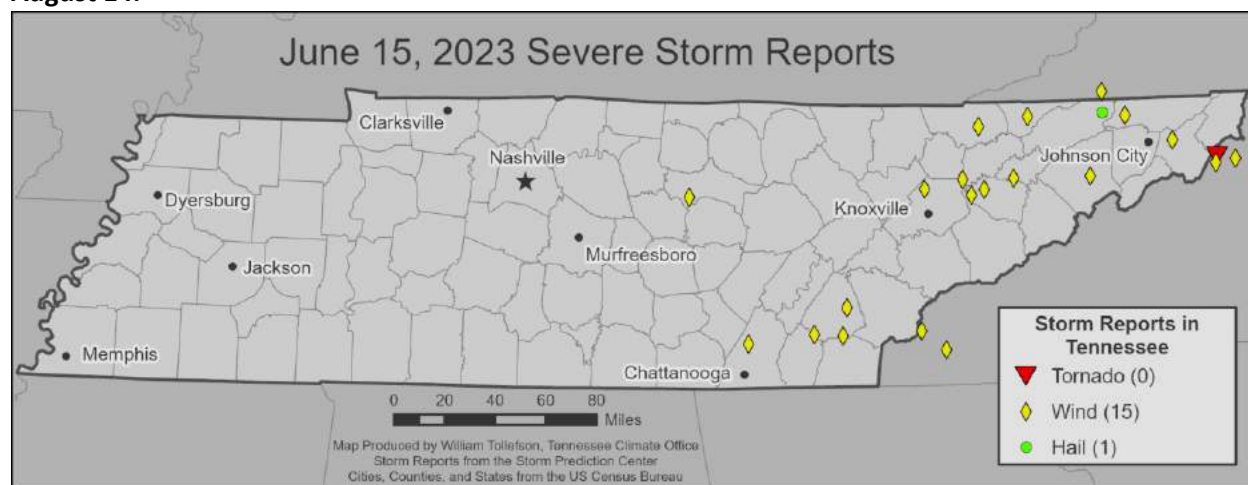 June 15, 2023 Severe Storm Reports
Clarksville
Nashville
Johnson City
Dyersburg
Knoxville
Murfreesboro
Jackson
Memphis
Chattanooga
0 20 40 60 80
Miles
Map Produced by William Tollefson, Tennessee Climate Office
Storm Reports from the Storm Prediction Center
Cities, Counties, and States from the US Census Bureau
Storm Reports in
Tennessee
Tornado (0)
Wind (15)
Hail (1)